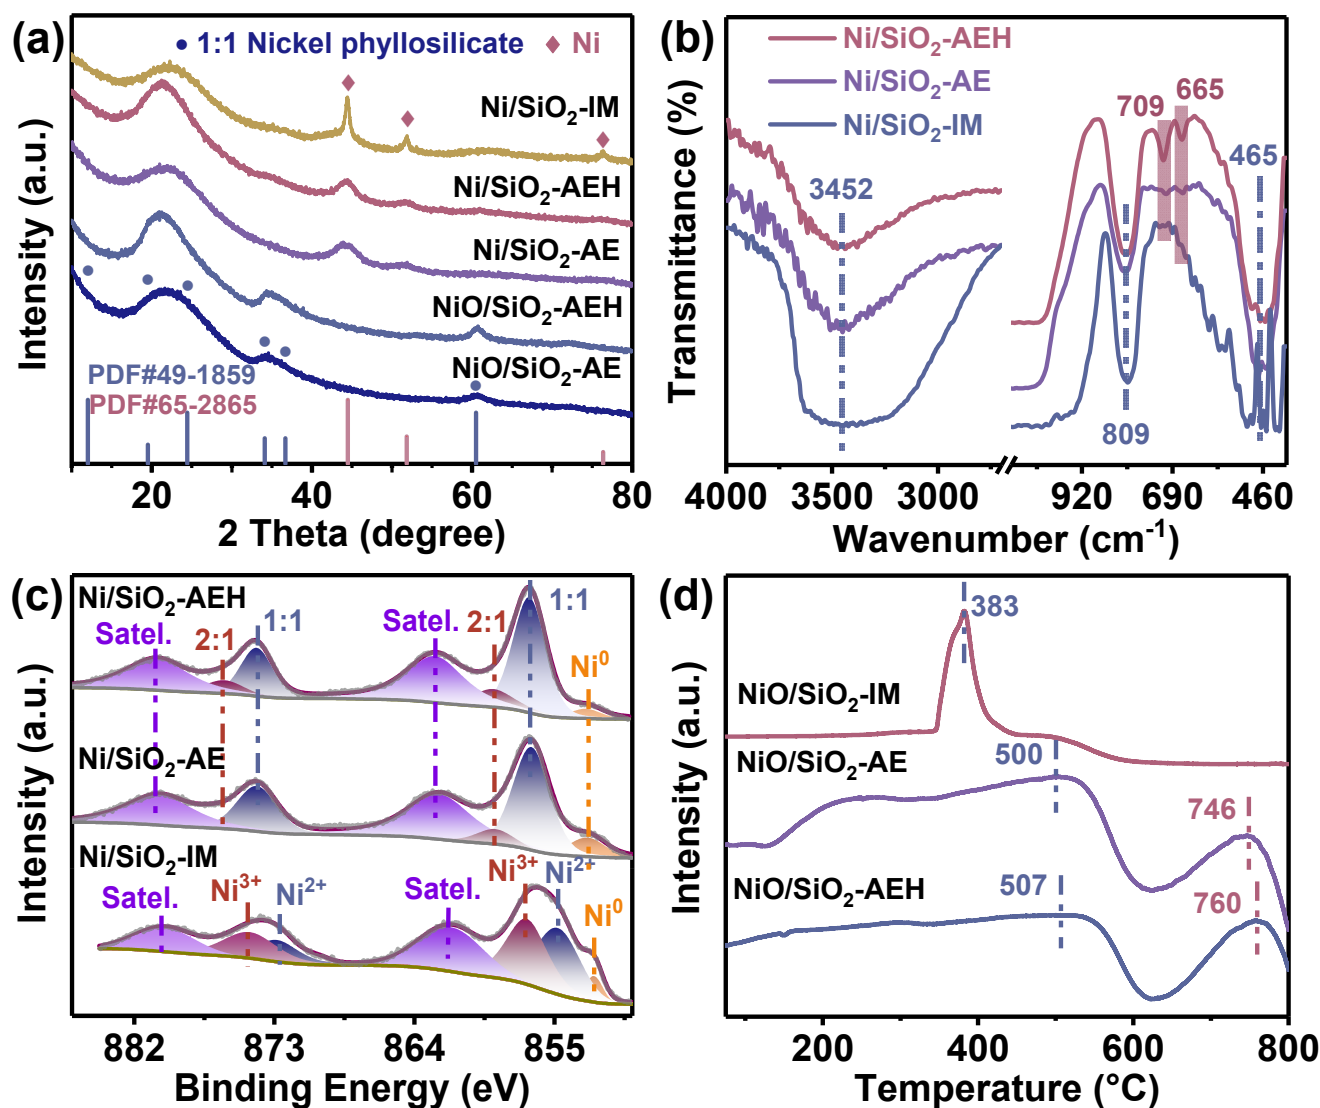 (a)
1:1 Nickel phyllosilicate
Ni
Ni/SiO2-IM
Ni/SiO2-AEH
Ni/SiO2-AE
NiO/SiO2-AEH
NiO/SiO2-AE
PDF#49-1859
PDF#65-2865
20
40
60
80
2 Theta (degree)
Intensity (a.u.)
(b)
Ni/SiO2-AEH
Ni/SiO2-AE
Ni/SiO2-IM
709
665
465
3452
809
4000
3500
3000
920
690
460
Wavenumber (cm-1)
Transmittance (%)
(c)
Ni/SiO2-AEH
Satel.
2:1
1:1
Satel.
2:1
1:1
Ni0
Ni/SiO2-AE
Ni/SiO2-IM
Satel.
Ni3+
Ni2+
Satel.
Ni3+
Ni2+
Ni0
882
873
864
855
Binding Energy (eV)
Intensity (a.u.)
(d)
383
NiO/SiO2-IM
NiO/SiO2-AE
500
746
NiO/SiO2-AEH
507
760
200
400
600
800
Temperature (°C)
Intensity (a.u.)